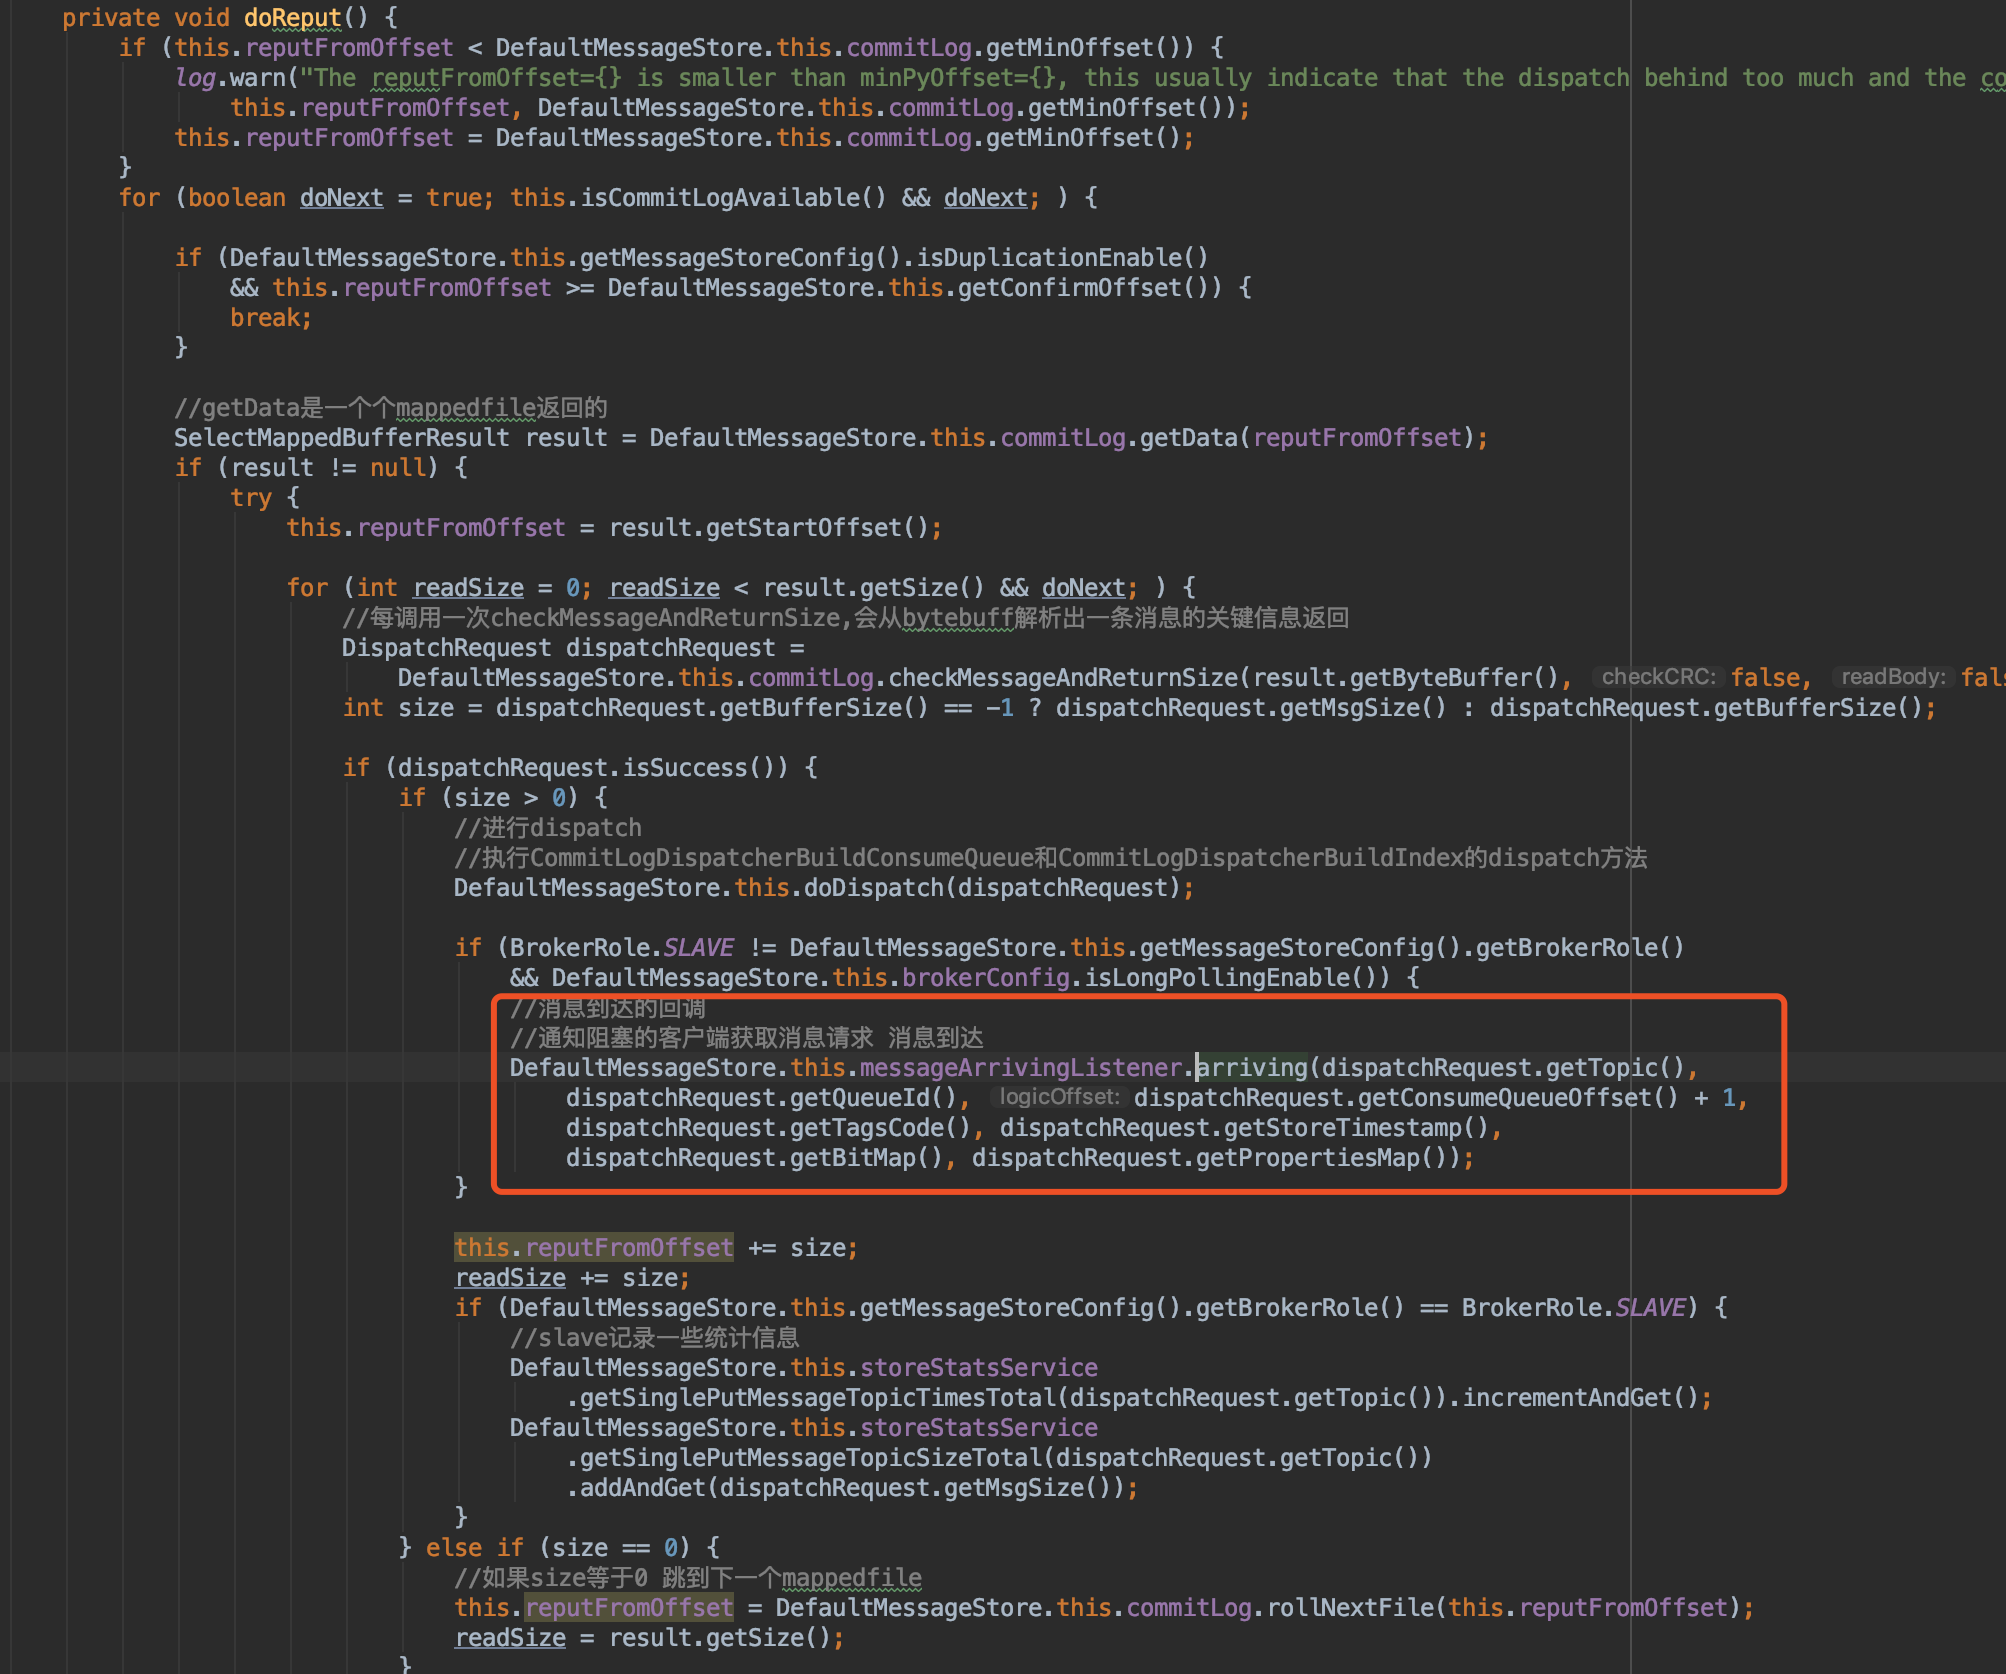 private void doReput() {
if (this.reputFromOffset < DefaultMessageStore.this.commitLog.getMinOffset()) {
log.warn("The reputFromOffset={} is smaller than minPyOffset={}, this usually indicate that the dispatch behind too much and the co
this.reputFromOffset, DefaultMessageStore.this.commitLog.getMinOffset());
this.reputFromOffset = DefaultMessageStore.this.commitLog.getMinOffset();
}
for (boolean doNext = true; this.isCommitLogAvailable() && doNext; ) {
if (DefaultMessageStore.this.getMessageStoreConfig().isDuplicationEnable()
&& this.reputFromOffset >= DefaultMessageStore.this.getConfirmOffset()) {
break;
}
//getData是一个个mappedfile返回的
SelectMappedBufferResult result = DefaultMessageStore.this.commitLog.getData(reputFromOffset);
if (result != null) {
try {
this.reputFromOffset = result.getStartOffset();
for (int readSize = 0; readSize < result.getSize() && doNext; ) {
//每调用一次checkMessageAndReturnSize,会从bytebuff解析出一条消息的关键信息返回
DispatchRequest dispatchRequest =
DefaultMessageStore.this.commitLog.checkMessageAndReturnSize(result.getByteBuffer(), checkCRC: false, readBody: fals
int size = dispatchRequest.getBufferSize() == -1 ? dispatchRequest.getMsgSize() : dispatchRequest.getBufferSize();
if (dispatchRequest.isSuccess()) {
if (size > 0) {
//进行dispatch
//执行CommitLogDispatcherBuildConsumeQueue和CommitLogDispatcherBuildIndex的dispatch方法
DefaultMessageStore.this.doDispatch(dispatchRequest);
if (BrokerRole.SLAVE != DefaultMessageStore.this.getMessageStoreConfig().getBrokerRole()
&& DefaultMessageStore.this.brokerConfig.isLongPollingEnable()) {
//消息到达的回调
//通知阻塞的客户端获取消息请求 消息到达
DefaultMessageStore.this.messageArrivingListener.arriving(dispatchRequest.getTopic(),
dispatchRequest.getQueueId(), logicOffset: dispatchRequest.getConsumeQueueOffset() + 1,
dispatchRequest.getTagsCode(), dispatchRequest.getStoreTimestamp(),
dispatchRequest.getBitMap(), dispatchRequest.getPropertiesMap());
}
this.reputFromOffset += size;
readSize += size;
if (DefaultMessageStore.this.getMessageStoreConfig().getBrokerRole() == BrokerRole.SLAVE) {
//slave记录一些统计信息
DefaultMessageStore.this.storeStatsService
.getSinglePutMessageTopicTimesTotal(dispatchRequest.getTopic()).incrementAndGet();
DefaultMessageStore.this.storeStatsService
.getSinglePutMessageTopicSizeTotal(dispatchRequest.getTopic())
.addAndGet(dispatchRequest.getMsgSize());
}
} else if (size == 0) {
//如果size等于0 跳到下一个mappedfile
this.reputFromOffset = DefaultMessageStore.this.commitLog.rollNextFile(this.reputFromOffset);
readSize = result.getSize();
}